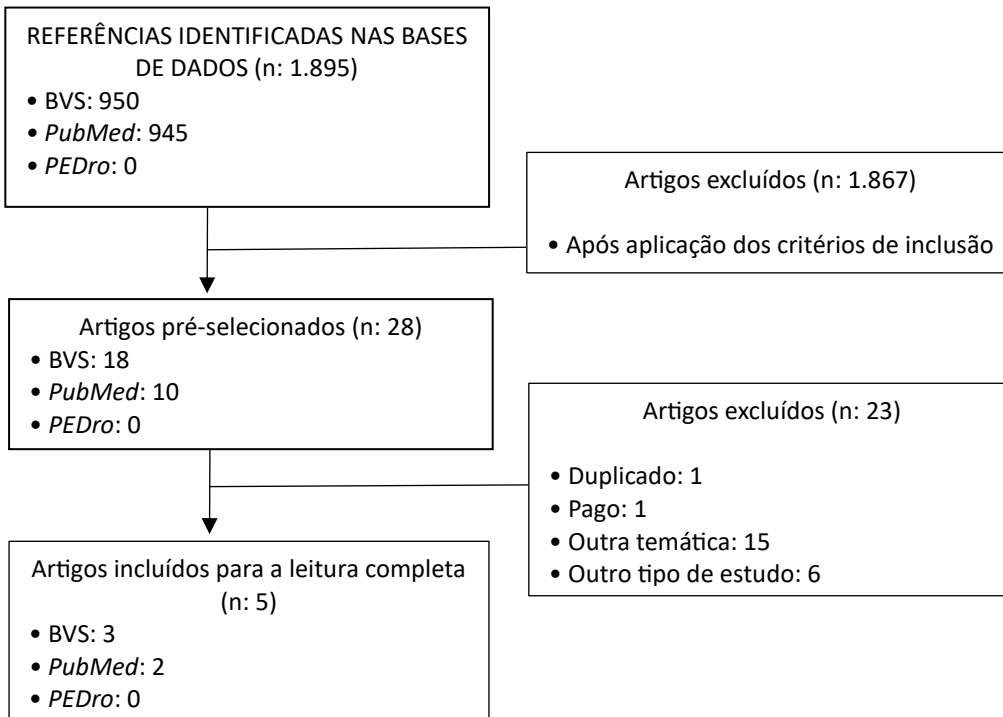 REFERÊNCIAS IDENTIFICADAS NAS BASES
DE DADOS (n: 1.895)
• BVS: 950
• PubMed: 945
• PEDro: 0
Artigos excluídos (n: 1.867)
• Após aplicação dos critérios de inclusão
Artigos pré-selecionados (n: 28)
• BVS: 18
• PubMed: 10
• PEDro: 0
Artigos excluídos (n: 23)
• Duplicado: 1
• Pago: 1
• Outra temática: 15
• Outro tipo de estudo: 6
Artigos incluídos para a leitura completa
(n: 5)
• BVS: 3
• PubMed: 2
• PEDro: 0